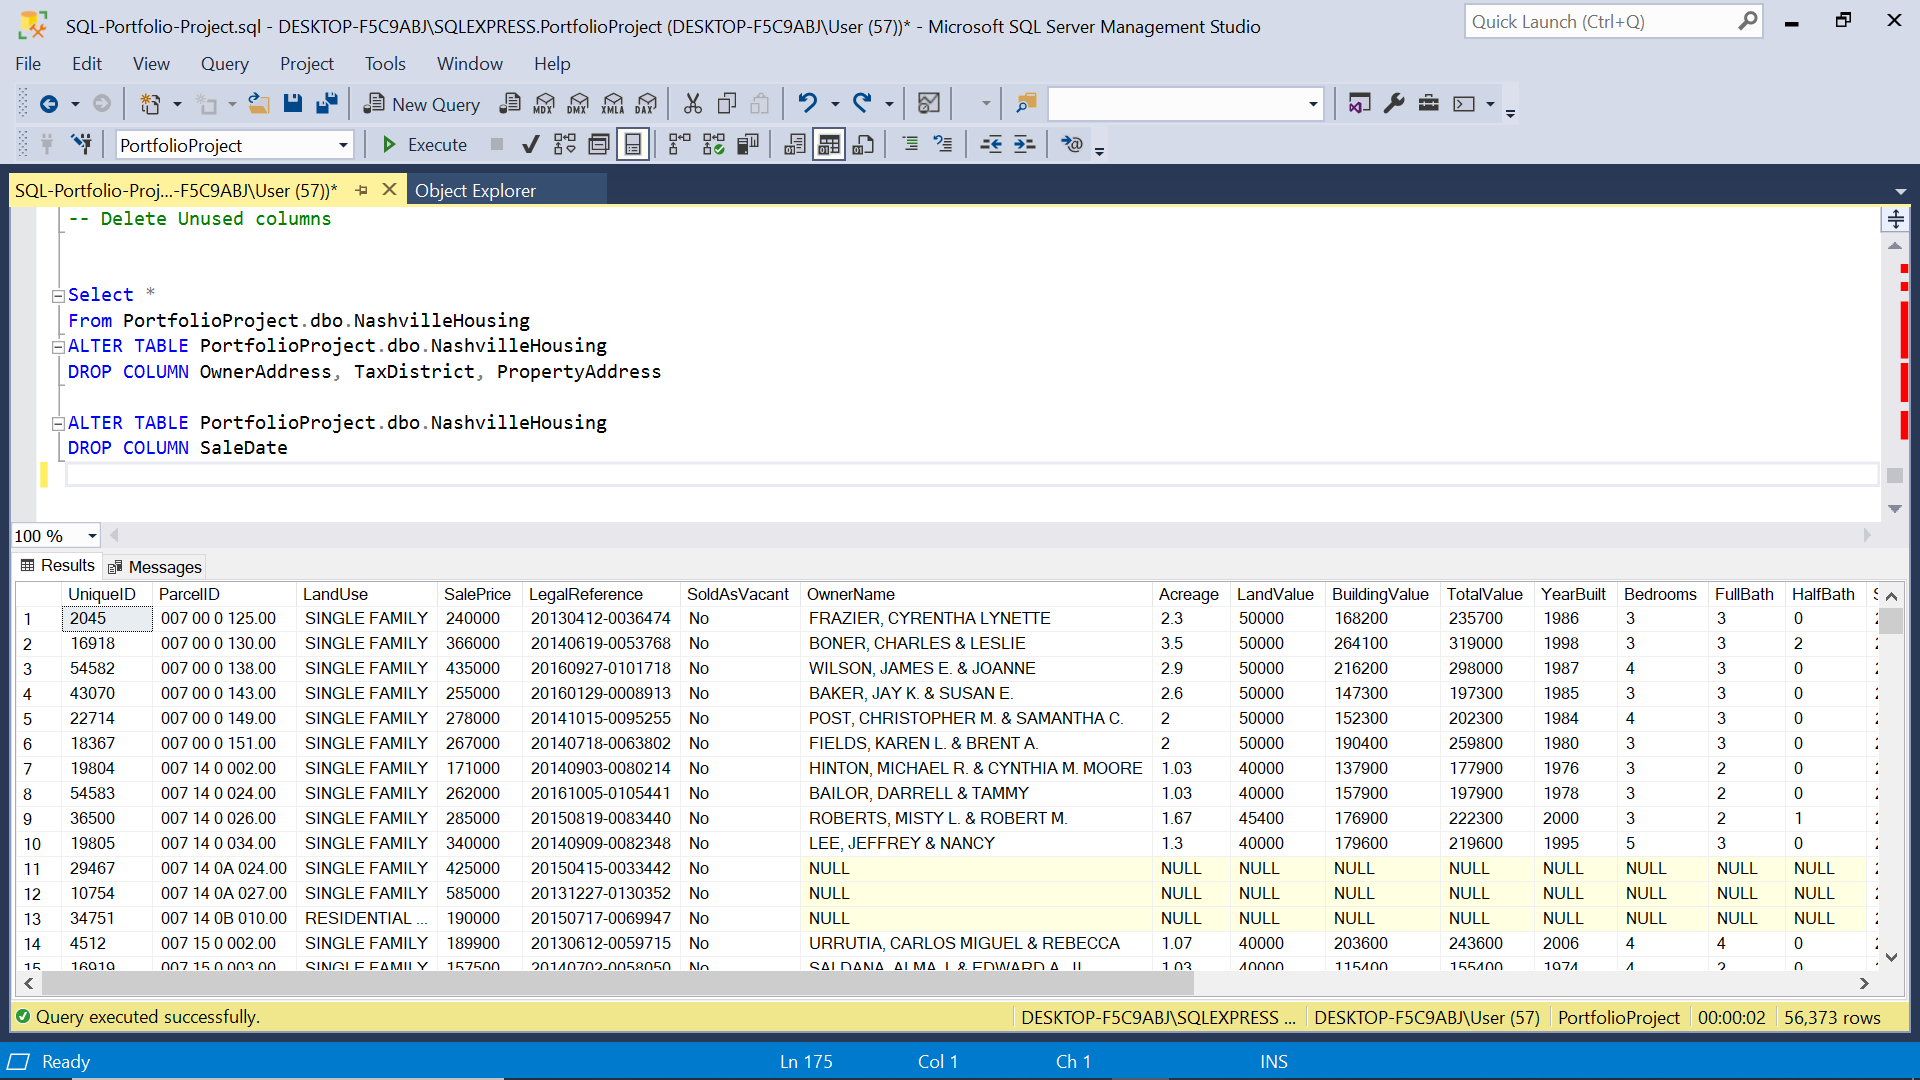 SQL-Portfolio-Project.sql - DESKTOP-F5C9ABJ\SQLEXPRESS.PortfolioProject (DESKTOP-F5C9ABJ\User (57))* - Microsoft SQL Server Management Studio
Quick Launch (Ctrl+Q)
File Edit View Query Project Tools Window Help
New Query MDX DMX XMLA DAX
PortfolioProject Execute
SQL-Portfolio-Proj...-F5C9ABJ\User (57))* Object Explorer
-- Delete Unused columns
Select *
From PortfolioProject.dbo.NashvilleHousing
ALTER TABLE PortfolioProject.dbo.NashvilleHousing
DROP COLUMN OwnerAddress, TaxDistrict, PropertyAddress
ALTER TABLE PortfolioProject.dbo.NashvilleHousing
DROP COLUMN SaleDate
100 %
Results Messages
UniqueID ParcelID LandUse SalePrice LegalReference SoldAsVacant OwnerName Acreage LandValue BuildingValue TotalValue YearBuilt Bedrooms FullBath HalfBath
1 2045 007 00 0 125.00 SINGLE FAMILY 240000 20130412-0036474 No FRAZIER, CYRENTHA LYNETTE 2.3 50000 168200 235700 1986 3 3 0
2 16918 007 00 0 130.00 SINGLE FAMILY 366000 20140619-0053768 No BONER, CHARLES & LESLIE 3.5 50000 264100 319000 1998 3 3 2
3 54582 007 00 0 138.00 SINGLE FAMILY 435000 20160927-0101718 No WILSON, JAMES E. & JOANNE 2.9 50000 216200 298000 1987 4 3 0
4 43070 007 00 0 143.00 SINGLE FAMILY 255000 20160129-0008913 No BAKER, JAY K. & SUSAN E. 2.6 50000 147300 197300 1985 3 3 0
5 22714 007 00 0 149.00 SINGLE FAMILY 278000 20141015-0095255 No POST, CHRISTOPHER M. & SAMANTHA C. 2 50000 152300 202300 1984 4 3 0
6 18367 007 00 0 151.00 SINGLE FAMILY 267000 20140718-0063802 No FIELDS, KAREN L. & BRENT A. 2 50000 190400 259800 1980 3 3 0
7 19804 007 14 0 002.00 SINGLE FAMILY 171000 20140903-0080214 No HINTON, MICHAEL R. & CYNTHIA M. MOORE 1.03 40000 137900 177900 1976 3 2 0
8 54583 007 14 0 024.00 SINGLE FAMILY 262000 20161005-0105441 No BAILOR, DARRELL & TAMMY 1.03 40000 157900 197900 1978 3 2 0
9 36500 007 14 0 026.00 SINGLE FAMILY 285000 20150819-0083440 No ROBERTS, MISTY L. & ROBERT M. 1.67 45400 176900 222300 2000 3 2 1
10 19805 007 14 0 034.00 SINGLE FAMILY 340000 20140909-0082348 No LEE, JEFFREY & NANCY 1.3 40000 179600 219600 1995 5 3 0
11 29467 007 14 0A 024.00 SINGLE FAMILY 425000 20150415-0033442 No NULL NULL NULL NULL NULL NULL NULL NULL NULL
12 10754 007 14 0A 027.00 SINGLE FAMILY 585000 20131227-0130352 No NULL NULL NULL NULL NULL NULL NULL NULL NULL
13 34751 007 14 0B 010.00 RESIDENTIAL ... 190000 20150717-0069947 No NULL NULL NULL NULL NULL NULL NULL NULL NULL
14 4512 007 15 0 002.00 SINGLE FAMILY 189900 20130612-0059715 No URRUTIA, CARLOS MIGUEL & REBECCA 1.07 40000 203600 243600 2006 4 4 0
15 16919 007 15 0 003.00 SINGLE FAMILY 157500 20140702-0058050 No SALDANA, ALMA J. & EDWARD A. 1.03 40000 115400 155400 1974 4 2 0
Query executed successfully. DESKTOP-F5C9ABJ\SQLEXPRESS ... DESKTOP-F5C9ABJ\User (57) PortfolioProject 00:00:02 56,373 rows
Ready Ln 175 Col 1 Ch 1 INS